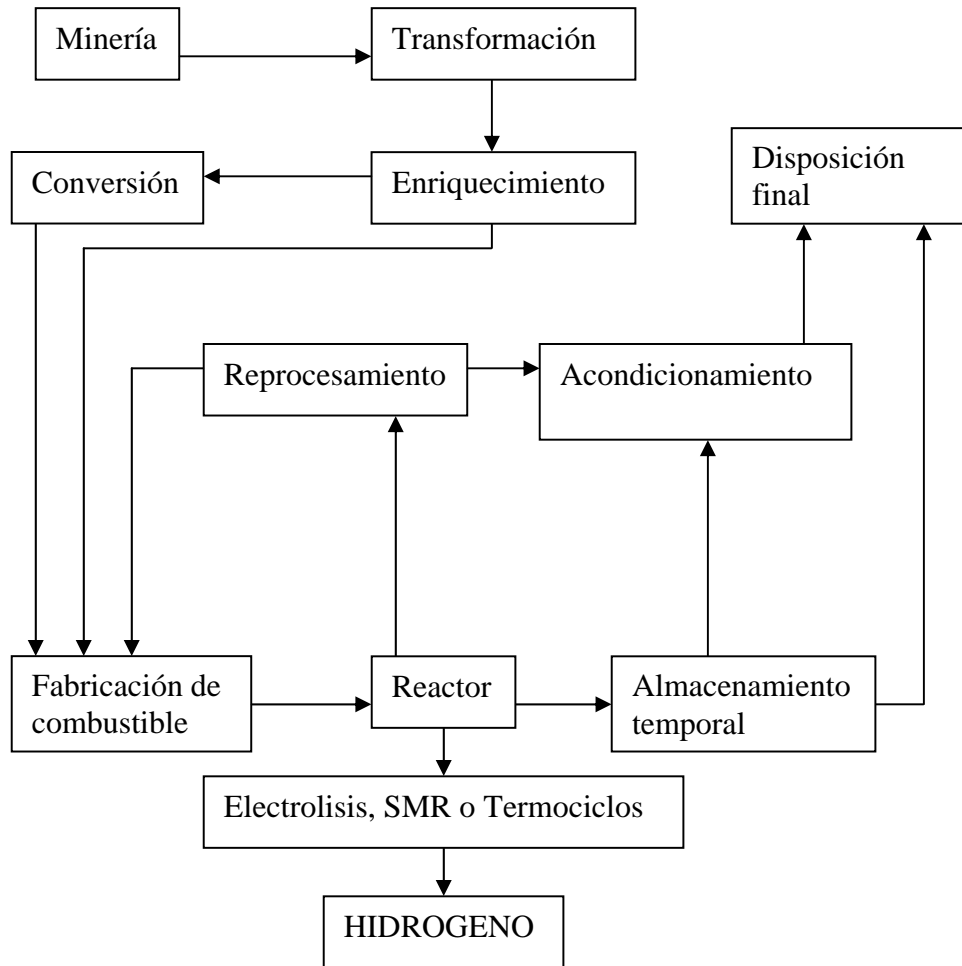 Minería
Transformación
Conversión
Enriquecimiento
Disposición
final
Reprocesamiento
Acondicionamiento
Fabricación de
combustible
Reactor
Almacenamiento
temporal
Electrolisis, SMR o Termociclos
HIDROGENO